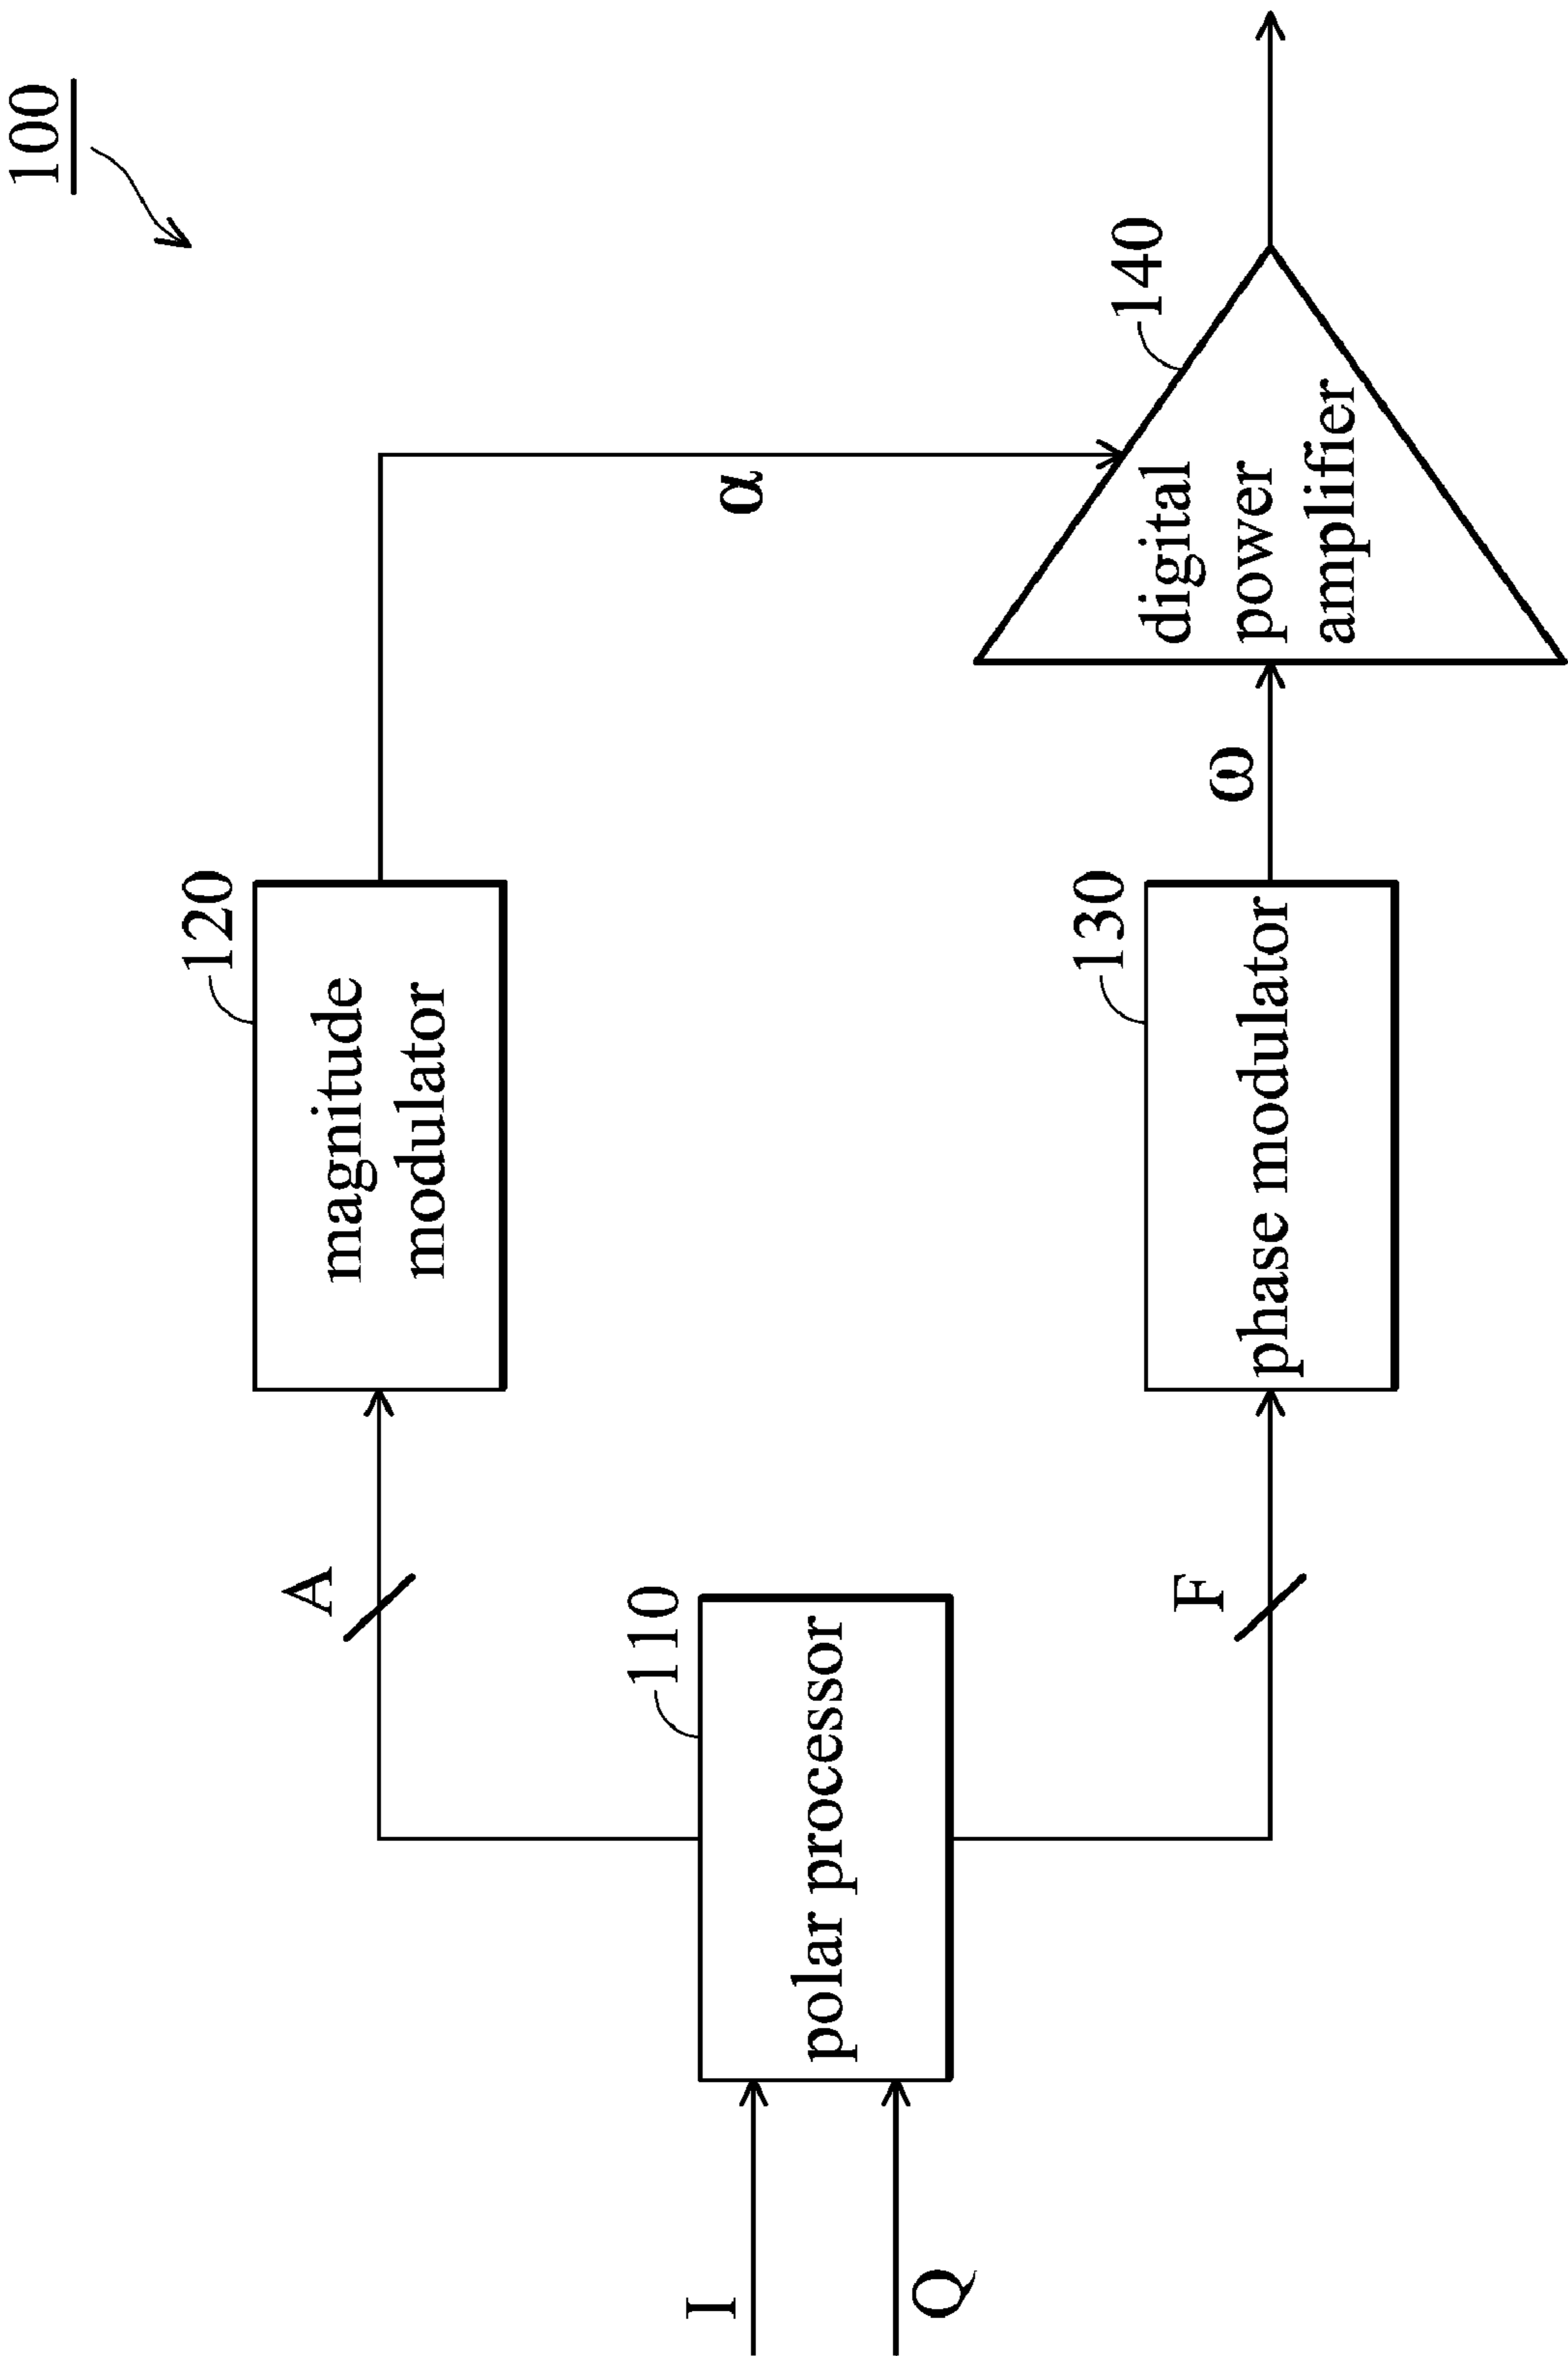 100
120
magnitude
modulator
A
α
I
Q
110
polar processor
140
digital
power
amplifier
130
phase modulator
F
ω